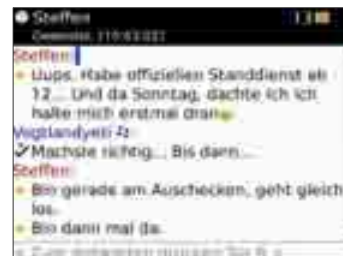 Steffen
Steffen:
Uups. Habe offiziellen Standdienst ab
12... Und da Sonntag, dachte ich ich
halte mich erstmal dran
Vogtlandyeti
Machste richtig... Bis dann...
Steffen:
Bin gerade am Auschecken, geht gleich
los.
Bin dann mal da.